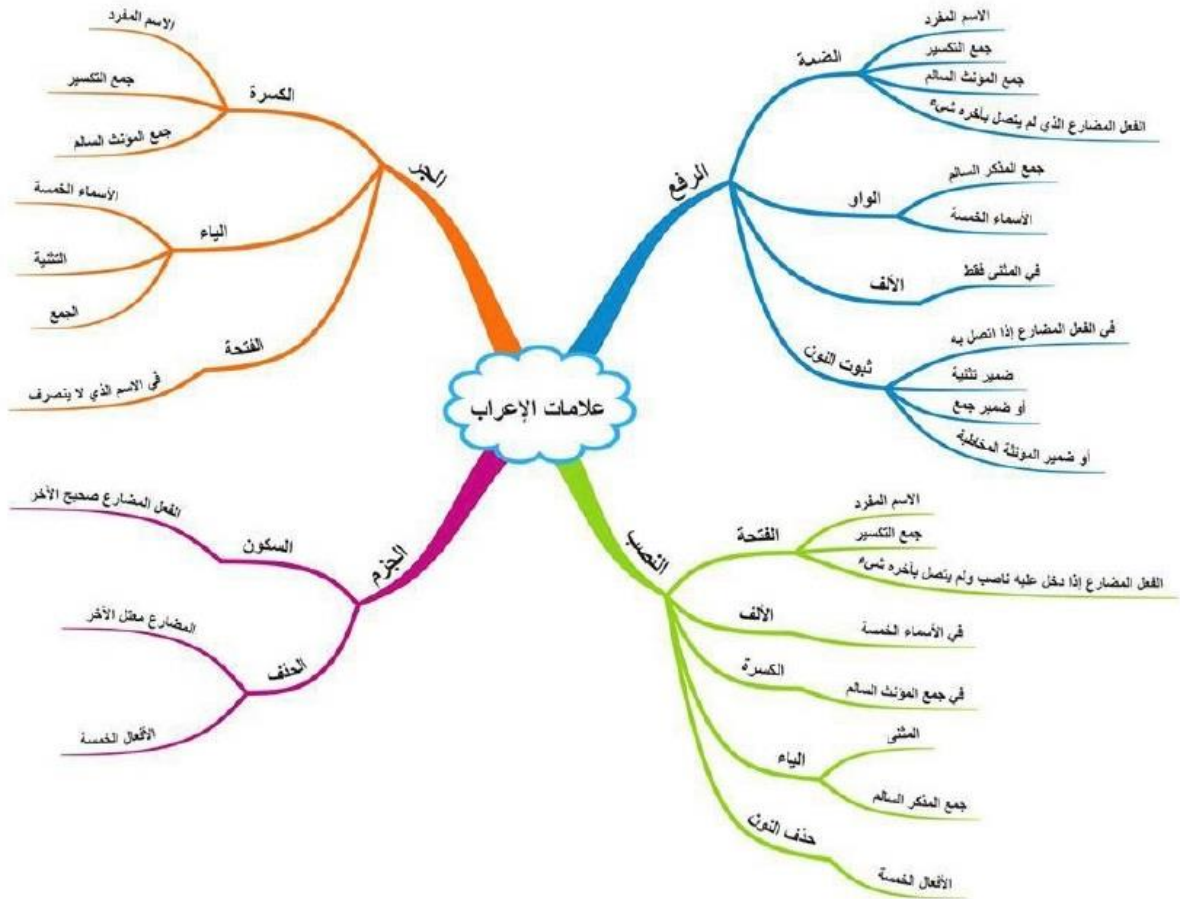 علامات الإعراب
الرفع
الضمة
الاسم المفرد
جمع التكسير
جمع المؤنث السالم
الفعل المضارع الذي لم يتصل بآخره شيء
الواو
جمع المذكر السالم
الأسماء الخمسة
الألف
في المثنى فقط
ثبوت النون
في الفعل المضارع إذا اتصل به
ضمير تثنية
أو ضمير جمع
أو ضمير المونثة المخاطبة
النصب
الفتحة
الاسم المفرد
جمع التكسير
الفعل المضارع إذا دخل عليه ناصب ولم يتصل بآخره شيء
الألف
في الأسماء الخمسة
الكسرة
في جمع المؤنث السالم
الياء
المثنى
جمع المذكر السالم
حذف النون
الأفعال الخمسة
الجر
الكسرة
الاسم المفرد
جمع التكسير
جمع المؤنث السالم
الياء
الأسماء الخمسة
التثنية
الجمع
الفتحة
في الاسم الذي لا ينصرف
الجزم
السكون
الفعل المضارع صحيح الآخر
الحذف
المضارع معتل الآخر
الأفعال الخمسة